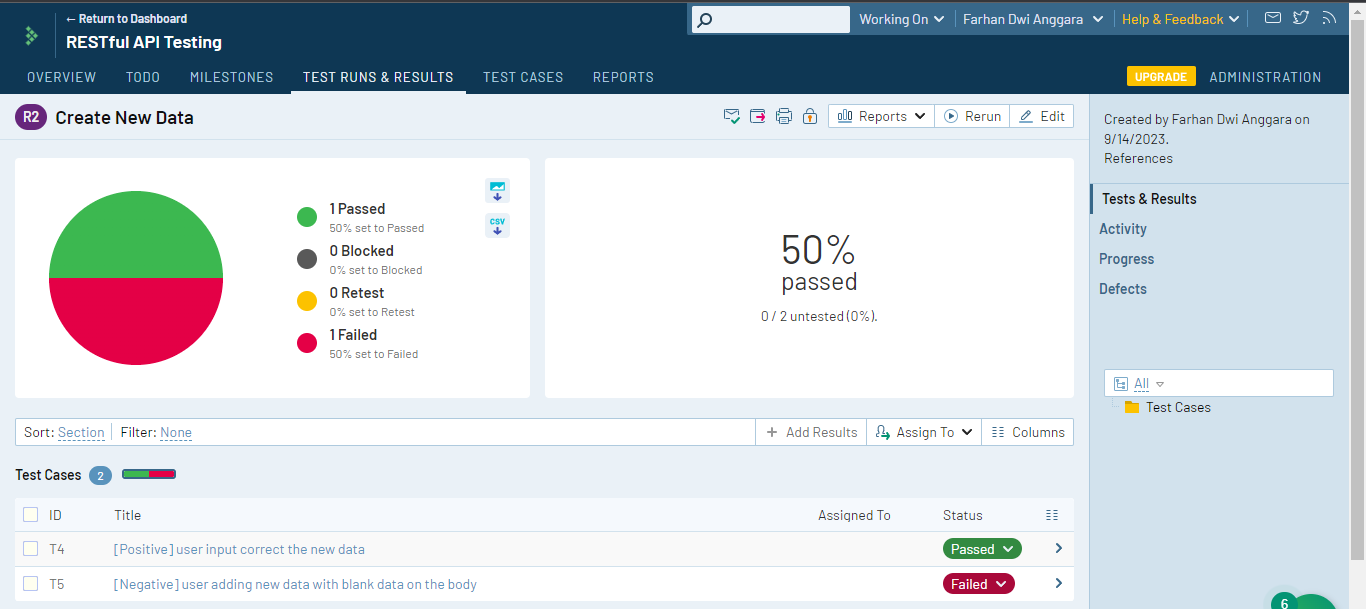 ← Return to Dashboard
RESTful API Testing
Working On
Farhan Dwi Anggara
Help & Feedback
OVERVIEW
TODO
MILESTONES
TEST RUNS & RESULTS
TEST CASES
REPORTS
UPGRADE
ADMINISTRATION
R2
Create New Data
Reports
Rerun
Edit
1 Passed
50% set to Passed
0 Blocked
0% set to Blocked
0 Retest
0% set to Retest
1 Failed
50% set to Failed
CSV
50%
passed
0 / 2 untested (0%).
Created by Farhan Dwi Anggara on
9/14/2023.
References
Tests & Results
Activity
Progress
Defects
All
Test Cases
Sort: Section
Filter: None
+ Add Results
Assign To
Columns
Test Cases 2
ID Title Assigned To Status
T4 [Positive] user input correct the new data Passed
T5 [Negative] user adding new data with blank data on the body Failed
6